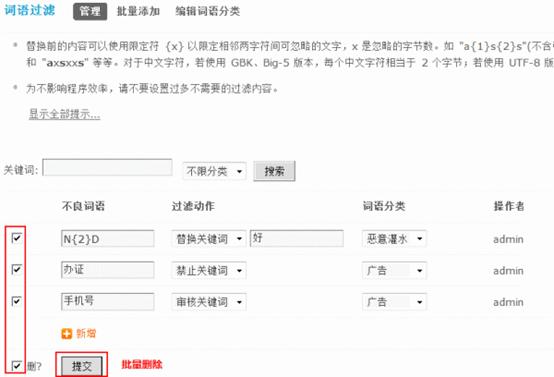 词语过滤 管理 批量添加 编辑词语分类
替换前的内容可以使用限定符 {x} 以限定相邻两字符间可忽略的文字，x 是忽略的字节数。如 "a{1}s{2}s"(不含
和 "axsxxs" 等等。对于中文字符，若使用 GBK、Big-5 版本，每个中文字符相当于 2 个字节；若使用 UTF-8 版
为不影响程序效率，请不要设置过多不需要的过滤内容。
显示全部提示...
关键词: 不限分类 搜索
不良词语 过滤动作 词语分类 操作者
N{2}D 替换关键词 好 恶意灌水 admin
办证 禁止关键词 广告 admin
手机号 审核关键词 广告 admin
新增
删? 提交 批量删除